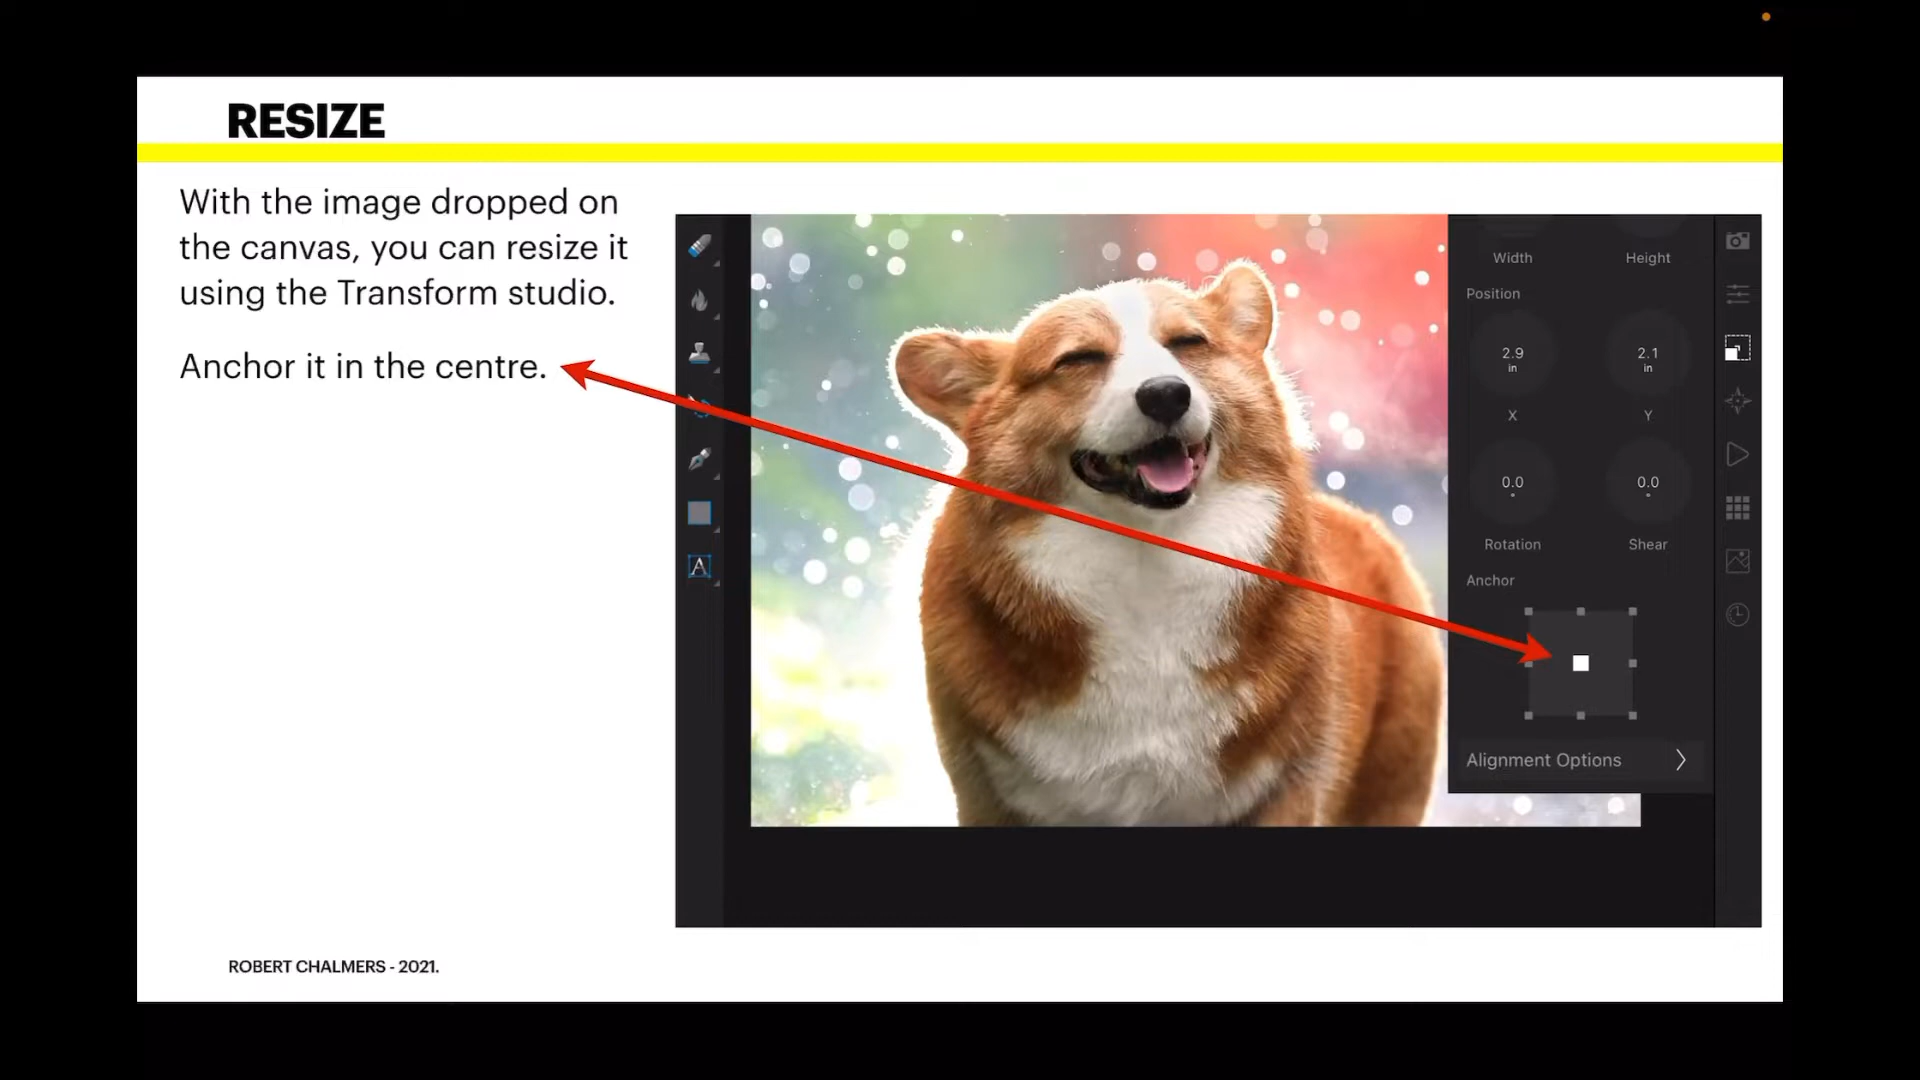 RESIZE
With the image dropped on
the canvas, you can resize it
using the Transform studio.
Anchor it in the centre.
Width Height
Position
2.9 2.1
in in
X Y
0.0 0.0
° °
Rotation Shear
Anchor
A
Alignment Options
ROBERT CHALMERS - 2021.